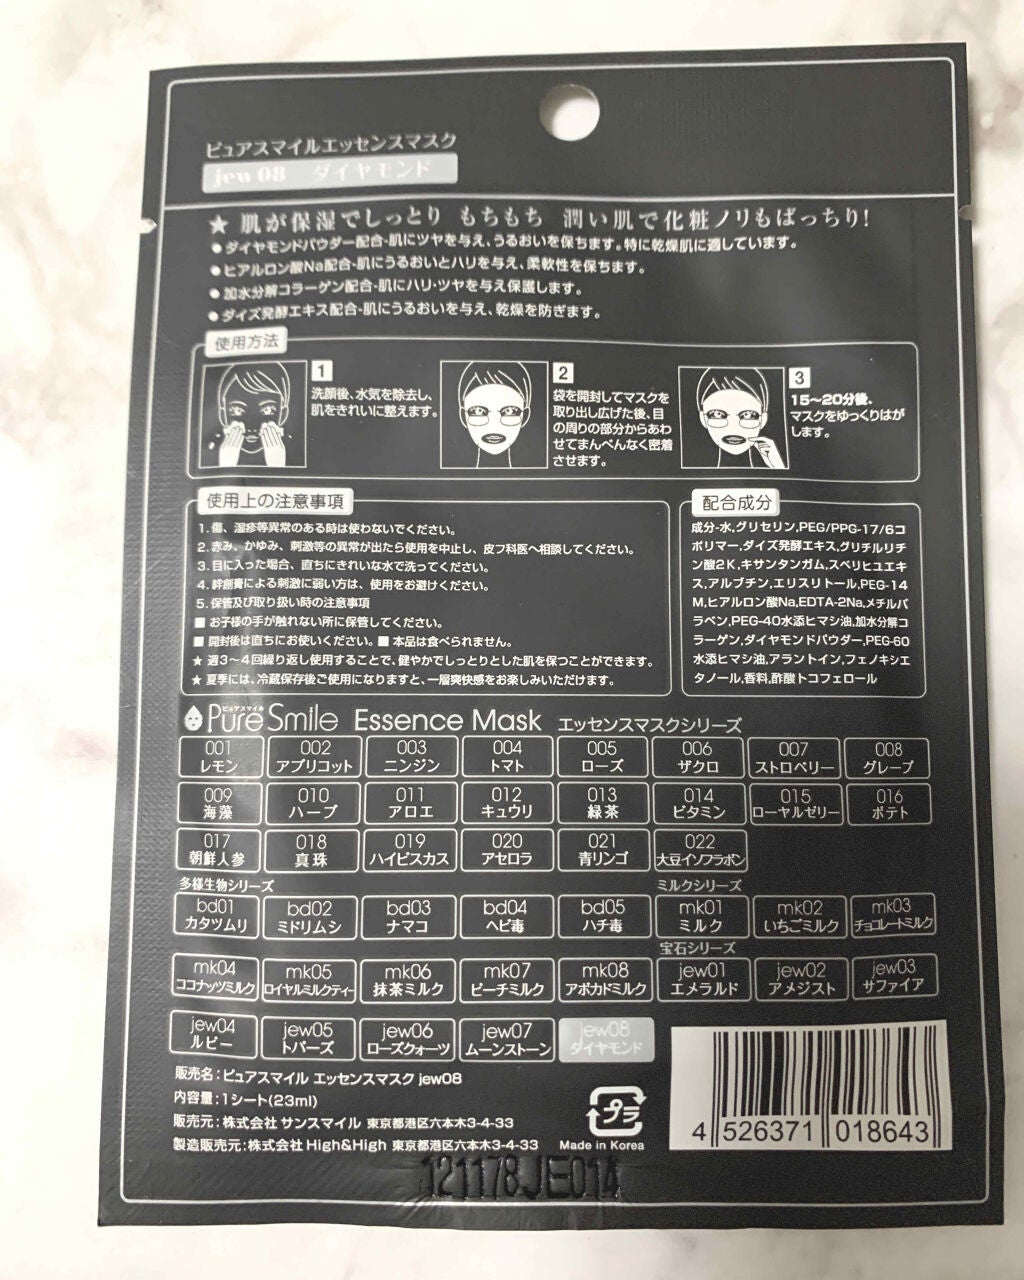 ピュアスマイルエッセンスマスク
jew 08 ダイヤモンド
★ 肌が保湿でしっとり もちもち 潤い肌で化粧ノリもばっちり!
●ダイヤモンドパウダー配合-肌にツヤを与え、うるおいを保ちます。特に乾燥肌に適しています。
●ヒアルロン酸Na配合-肌にうるおいとハリを与え、柔軟性を保ちます。
●加水分解コラーゲン配合-肌にハリ・ツヤを与え保護します。
●ダイズ発酵エキス配合-肌にうるおいを与え、乾燥を防ぎます。
使用方法
1
洗顔後、水気を除去し、
肌をきれいに整えます。
2
袋を開封してマスクを
取り出し広げた後、目
の周りの部分からあわ
せてまんべんなく密着
させます。
3
15〜20分後、
マスクをゆっくりはが
します。
使用上の注意事項
1. 傷、湿疹等異常のある時は使わないでください。
2. 赤み、かゆみ、刺激等の異常が出たら使用を中止し、皮フ科医へ相談してください。
3. 目に入った場合、直ちにきれいな水で洗ってください。
4. 絆創膏による刺激に弱い方は、使用をお避けください。
5. 保管及び取り扱い時の注意事項
■ お子様の手が触れない所に保管してください。
■ 開封後は直ちにお使いください。■ 本品は食べられません。
★ 週3〜4回繰り返し使用することで、健やかでしっとりとした肌を保つことができます。
★ 夏季には、冷蔵保存後ご使用になりますと、一層爽快感をお楽しみいただけます。
配合成分
成分-水,グリセリン,PEG/PPG-17/6コ
ポリマー,ダイズ発酵エキス,グリチルリチ
ン酸2K,キサンタンガム,スベリヒユエキ
ス,アルブチン,エリスリトール,PEG-14
M,ヒアルロン酸Na,EDTA-2Na,メチルパ
ラベン,PEG-40水添ヒマシ油,加水分解コ
ラーゲン,ダイヤモンドパウダー,PEG-60
水添ヒマシ油,アラントイン,フェノキシエ
タノール,香料,酢酸トコフェロール
ピュアスマイル
Pure Smile Essence Mask エッセンスマスクシリーズ
001 レモン
002 アプリコット
003 ニンジン
004 トマト
005 ローズ
006 ザクロ
007 ストロベリー
008 グレープ
009 海藻
010 ハーブ
011 アロエ
012 キュウリ
013 緑茶
014 ビタミン
015 ローヤルゼリー
016 ポテト
017 朝鮮人参
018 真珠
019 ハイビスカス
020 アセロラ
021 青リンゴ
022 大豆イソフラボン
多様生物シリーズ
bd01 カタツムリ
bd02 ミドリムシ
bd03 ナマコ
bd04 ヘビ毒
bd05 ハチ毒
ミルクシリーズ
mk01 ミルク
mk02 いちごミルク
mk03 チョコレートミルク
mk04 ココナッツミルク
mk05 ロイヤルミルクティー
mk06 抹茶ミルク
mk07 ピーチミルク
mk08 アボカドミルク
宝石シリーズ
jew01 エメラルド
jew02 アメジスト
jew03 サファイア
jew04 ルビー
jew05 トパーズ
jew06 ローズクォーツ
jew07 ムーンストーン
jew08 ダイヤモンド
販売名：ピュアスマイル エッセンスマスク jew08
内容量：1シート(23ml)
販売元：株式会社 サンスマイル 東京都港区六本木3-4-33
製造販売元：株式会社 High&High 東京都港区六本木3-4-33
プラ
Made in Korea
4 526371 018643
121178JE014